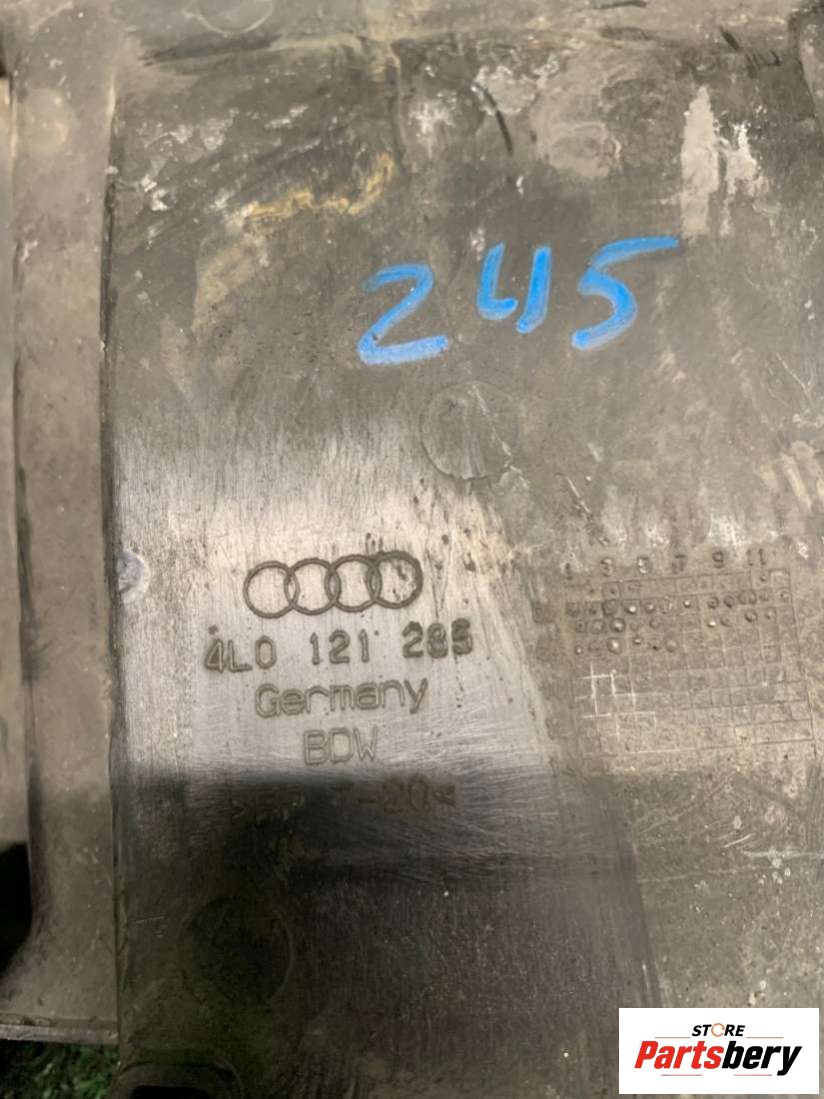 245
1 3 5 7 9 11
4L0 121 285
Germany
BDW
STORE
Partsbery